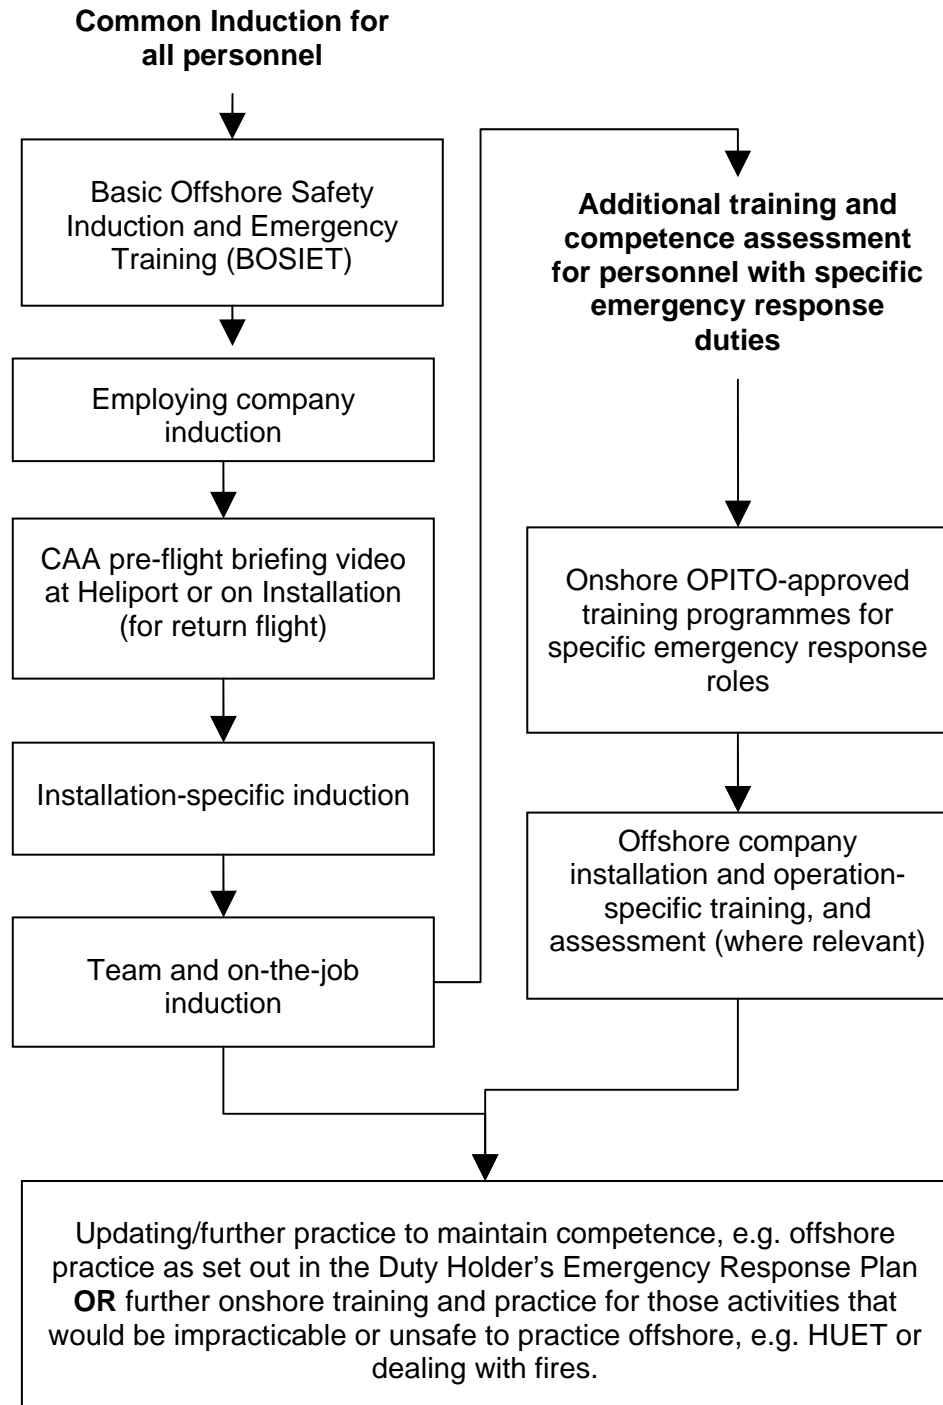 Common Induction for
all personnel
Basic Offshore Safety
Induction and Emergency
Training (BOSIET)
Employing company
induction
CAA pre-flight briefing video
at Heliport or on Installation
(for return flight)
Installation-specific induction
Team and on-the-job
induction
Additional training and
competence assessment
for personnel with specific
emergency response
duties
Onshore OPITO-approved
training programmes for
specific emergency response
roles
Offshore company
installation and operation-
specific training, and
assessment (where relevant)
Updating/further practice to maintain competence, e.g. offshore
practice as set out in the Duty Holder’s Emergency Response Plan
OR further onshore training and practice for those activities that
would be impracticable or unsafe to practice offshore, e.g. HUET or
dealing with fires.